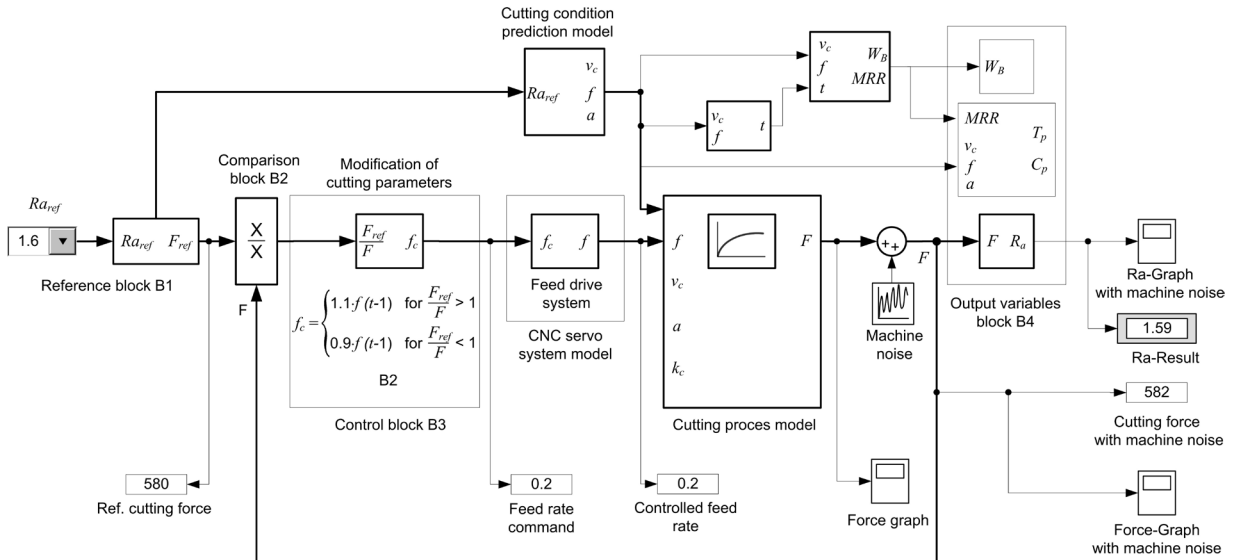 Cutting condition
prediction model
Ra_ref
v_c
f
a
v_c
f
t
W_B
MRR
v_c
f
t
W_B
MRR
v_c
f
a
T_p
C_p
Ra_ref
1.6
Ra_ref F_ref
Reference block B1
Comparison
block B2
X
X
F
Modification of
cutting parameters
F_ref
F
f_c
f_c = { 1.1·f (t-1) for F_ref/F > 1
0.9·f (t-1) for F_ref/F < 1
B2
Control block B3
f_c f
Feed drive
system
CNC servo
system model
f
v_c
a
k_c
F
Cutting proces model
+
+
F
Machine
noise
F R_a
Output variables
block B4
Ra-Graph
with machine noise
1.59
Ra-Result
582
Cutting force
with machine noise
580
Ref. cutting force
0.2
Feed rate
command
0.2
Controlled feed
rate
Force graph
Force-Graph
with machine noise